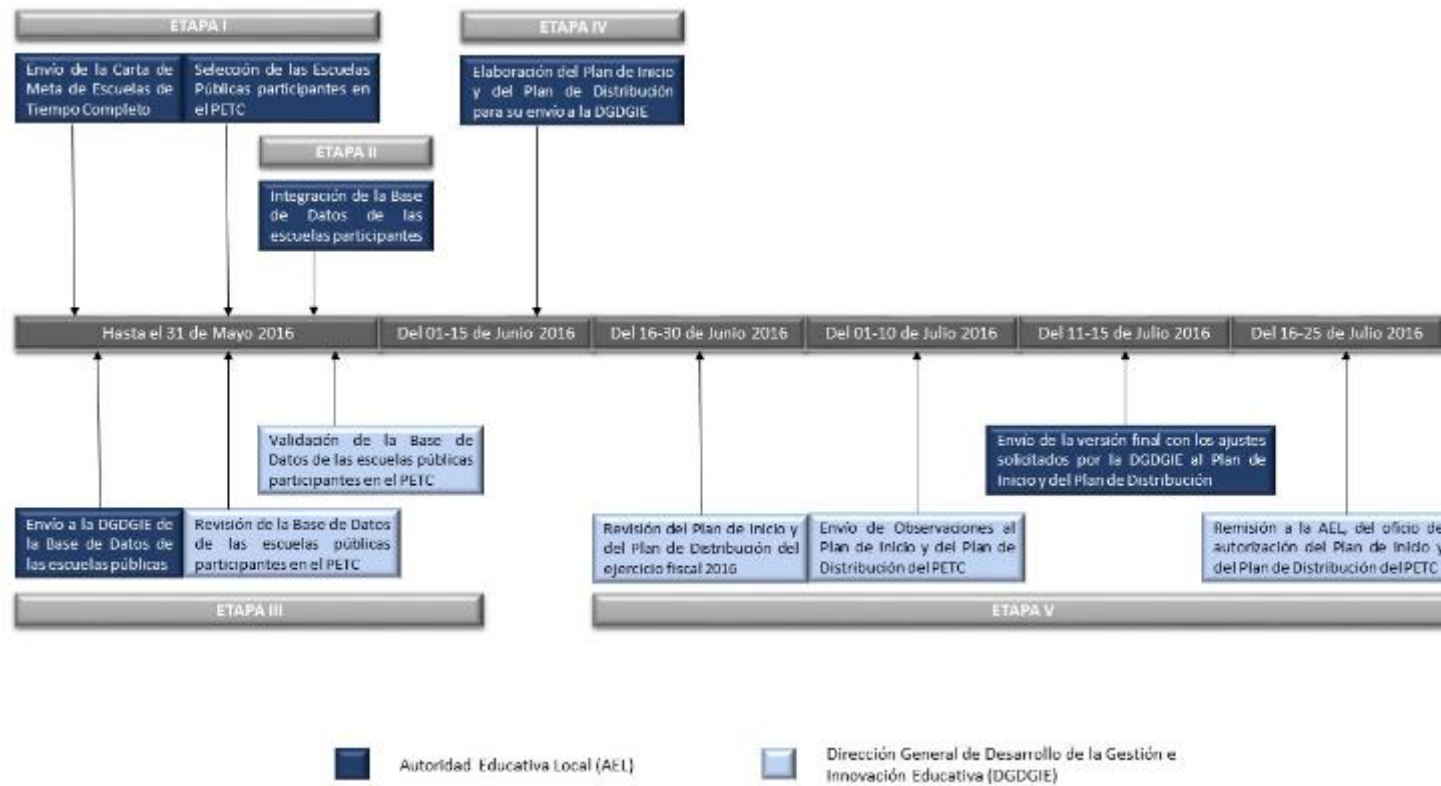 ETAPA I
Envío de la Carta de
Meta de Escuelas de
Tiempo Completo
Selección de las Escuelas
Públicas participantes en
el PETC
ETAPA IV
Elaboración del Plan de Inicio
y del Plan de Distribución
para su envío a la DGDGIE
ETAPA II
Integración de la Base
de Datos de las
escuelas participantes
Hasta el 31 de Mayo 2016
Del 01-15 de Junio 2016
Del 16-30 de Junio 2016
Del 01-10 de Julio 2016
Del 11-15 de Julio 2016
Del 16-25 de Julio 2016
Validación de la Base de
Datos de las escuelas públicas
participantes en el PETC
Envío de la versión final con los ajustes
solicitados por la DGDGIE al Plan de
Inicio y del Plan de Distribución
Envío a la DGDGIE de
la Base de Datos de
las escuelas públicas
Revisión de la Base de Datos
de las escuelas públicas
participantes en el PETC
Revisión del Plan de Inicio y
del Plan de Distribución del
ejercicio fiscal 2016
Envío de Observaciones al
Plan de Inicio y del Plan de
Distribución del PETC
Remisión a la AEL, del oficio de
autorización del Plan de Inicio y
del Plan de Distribución del PETC
ETAPA III
ETAPA V
Autoridad Educativa Local (AEL)
Dirección General de Desarrollo de la Gestión e
Innovación Educativa (DGDGIE)